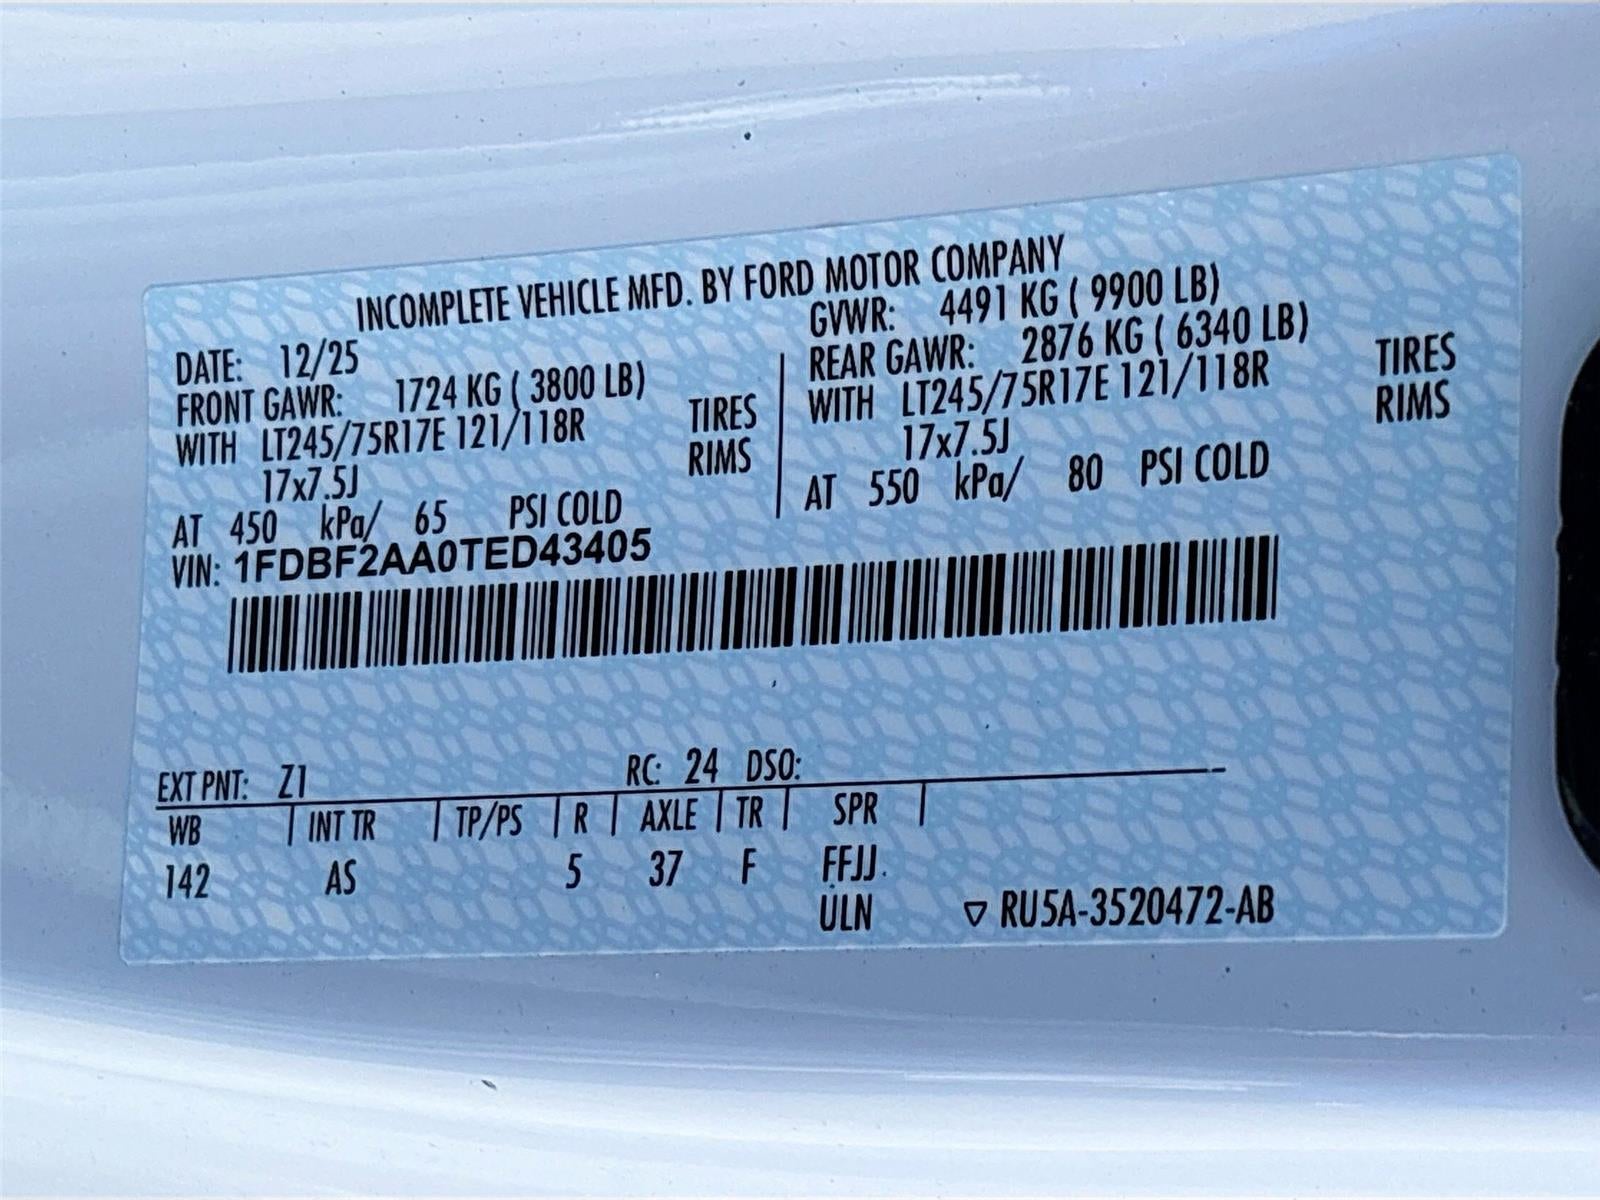 INCOMPLETE VEHICLE MFD. BY FORD MOTOR COMPANY
DATE: 12/25
GVWR: 4491 KG ( 9900 LB)
FRONT GAWR: 1724 KG ( 3800 LB)
REAR GAWR: 2876 KG ( 6340 LB)
WITH LT245/75R17E 121/118R TIRES
WITH LT245/75R17E 121/118R TIRES
17x7.5J RIMS
17x7.5J RIMS
AT 450 kPa/ 65 PSI COLD
AT 550 kPa/ 80 PSI COLD
VIN: 1FDBF2AA0TED43405
EXT PNT: Z1 RC: 24 DSO:
WB | INT TR | TP/PS | R | AXLE | TR | SPR |
142 AS 5 37 F FFJJ.
ULN ▽ RU5A-3520472-AB